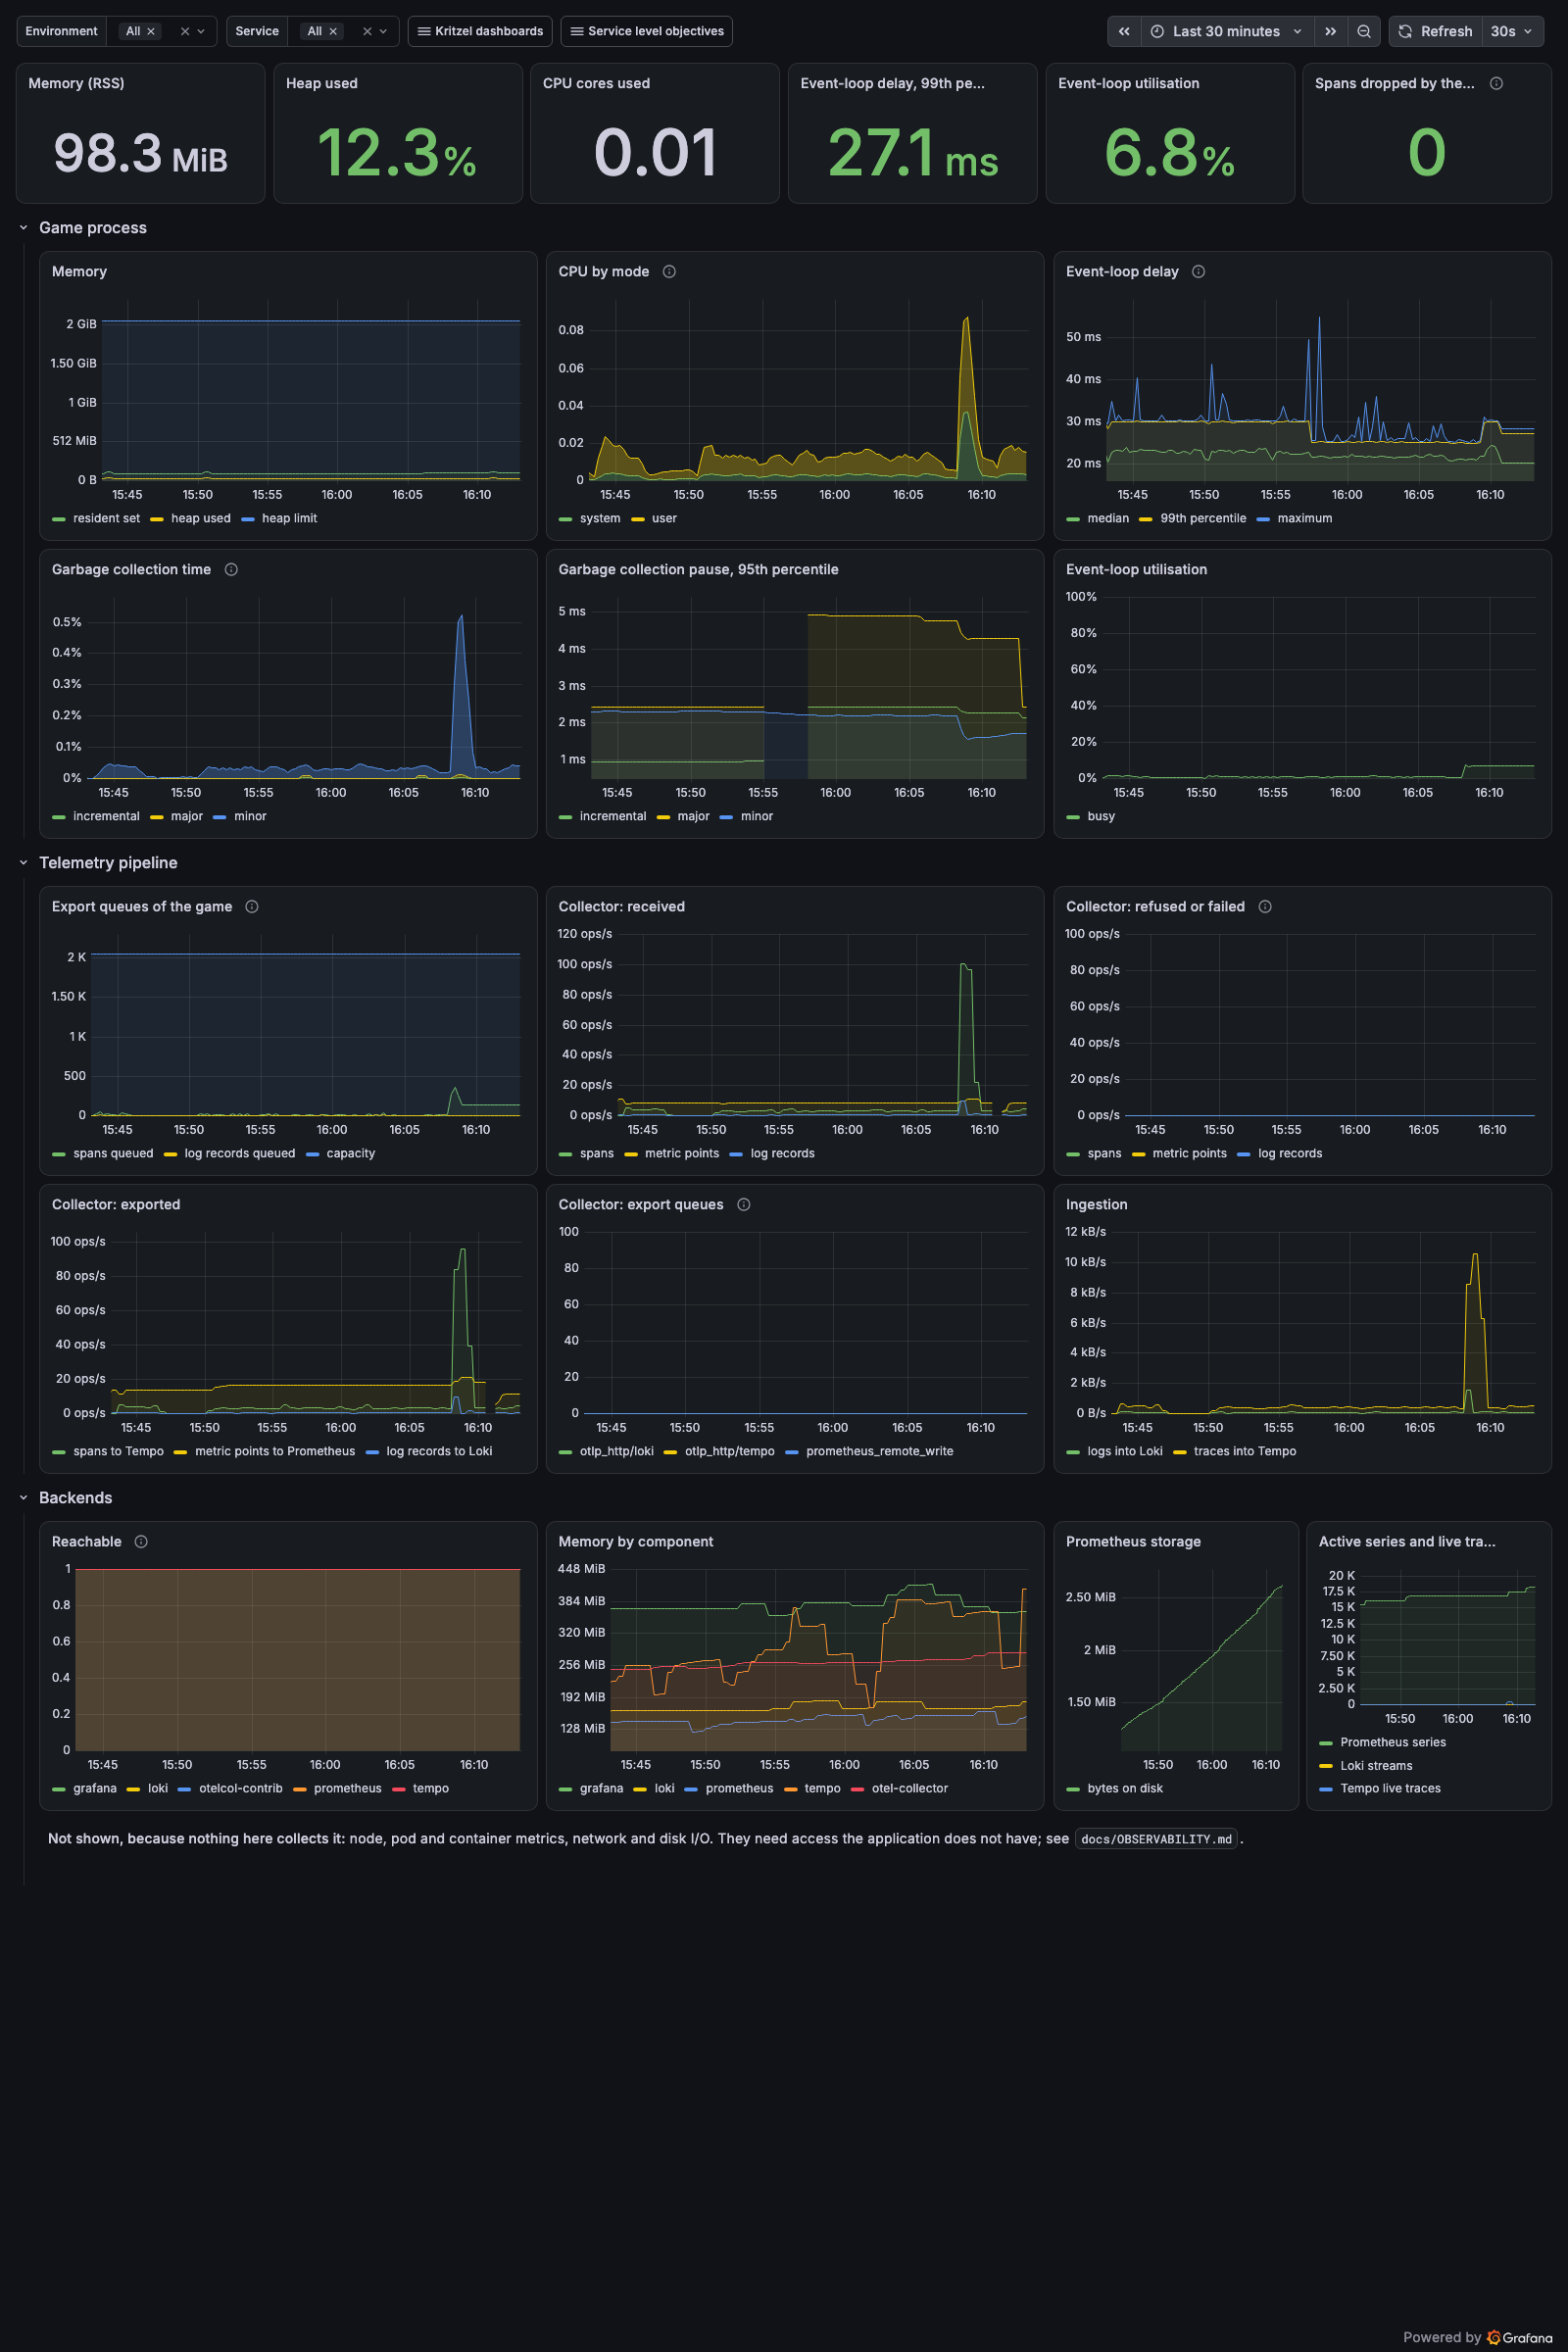 Environment All Service All Kritzel dashboards Service level objectives Last 30 minutes Refresh 30s
Memory (RSS)
98.3 MiB
Heap used
12.3%
CPU cores used
0.01
Event-loop delay, 99th pe...
27.1 ms
Event-loop utilisation
6.8%
Spans dropped by the...
0
Game process
Memory
2 GiB
1.50 GiB
1 GiB
512 MiB
0 B
15:45 15:50 15:55 16:00 16:05 16:10
resident set heap used heap limit
CPU by mode
0.08
0.06
0.04
0.02
0
15:45 15:50 15:55 16:00 16:05 16:10
system user
Event-loop delay
50 ms
40 ms
30 ms
20 ms
15:45 15:50 15:55 16:00 16:05 16:10
median 99th percentile maximum
Garbage collection time
0.5%
0.4%
0.3%
0.2%
0.1%
0%
15:45 15:50 15:55 16:00 16:05 16:10
incremental major minor
Garbage collection pause, 95th percentile
5 ms
4 ms
3 ms
2 ms
1 ms
15:45 15:50 15:55 16:00 16:05 16:10
incremental major minor
Event-loop utilisation
100%
80%
60%
40%
20%
0%
15:45 15:50 15:55 16:00 16:05 16:10
busy
Telemetry pipeline
Export queues of the game
2 K
1.50 K
1 K
500
0
15:45 15:50 15:55 16:00 16:05 16:10
spans queued log records queued capacity
Collector: received
120 ops/s
100 ops/s
80 ops/s
60 ops/s
40 ops/s
20 ops/s
0 ops/s
15:45 15:50 15:55 16:00 16:05 16:10
spans metric points log records
Collector: refused or failed
100 ops/s
80 ops/s
60 ops/s
40 ops/s
20 ops/s
0 ops/s
15:45 15:50 15:55 16:00 16:05 16:10
spans metric points log records
Collector: exported
100 ops/s
80 ops/s
60 ops/s
40 ops/s
20 ops/s
0 ops/s
15:45 15:50 15:55 16:00 16:05 16:10
spans to Tempo metric points to Prometheus log records to Loki
Collector: export queues
100
80
60
40
20
0
15:45 15:50 15:55 16:00 16:05 16:10
otlp_http/loki otlp_http/tempo prometheus_remote_write
Ingestion
12 kB/s
10 kB/s
8 kB/s
6 kB/s
4 kB/s
2 kB/s
0 B/s
15:45 15:50 15:55 16:00 16:05 16:10
logs into Loki traces into Tempo
Backends
Reachable
1
0.8
0.6
0.4
0.2
0
15:45 15:50 15:55 16:00 16:05 16:10
grafana loki otelcol-contrib prometheus tempo
Memory by component
448 MiB
384 MiB
320 MiB
256 MiB
192 MiB
128 MiB
15:45 15:50 15:55 16:00 16:05 16:10
grafana loki prometheus tempo otel-collector
Prometheus storage
2.50 MiB
2 MiB
1.50 MiB
15:50 16:00 16:10
bytes on disk
Active series and live tra...
20 K
17.5 K
15 K
12.5 K
10 K
7.50 K
5 K
2.50 K
0
15:50 16:00 16:10
Prometheus series
Loki streams
Tempo live traces
Not shown, because nothing here collects it: node, pod and container metrics, network and disk I/O. They need access the application does not have; see docs/OBSERVABILITY.md.
Powered by Grafana